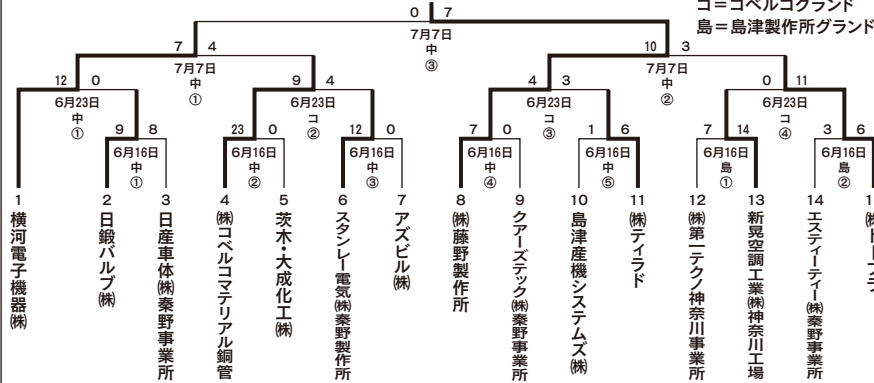 コ=コベルコグランド
島=島津製作所グランド
0 7
7月7日
中
③
7 4
7月7日
中
①
10 3
7月7日
中
②
12 0
6月23日
中
①
9 4
6月23日
コ
②
4 3
6月23日
コ
③
0 11
6月23日
コ
④
9 8
6月16日
中
①
23 0
6月16日
中
②
12 0
6月16日
中
③
7 0
6月16日
中
④
1 6
6月16日
中
⑤
7 14
6月16日
島
①
3 6
6月16日
島
②
1
横河電子機器㈱
2
日鍛バルブ㈱
3
日産車体㈱秦野事業所
4
㈱コベルコマテリアル銅管
5
茨木・大成化工㈱
6
スタンレー電気㈱秦野製作所
7
アズビル㈱
8
㈱藤野製作所
9
クアーズテック㈱秦野事業所
10
島津産機システムズ㈱
11
㈱ティラド
12
㈱第一テクノ神奈川事業所
13
新晃空調工業㈱神奈川工場
14
エスティーティー㈱秦野事業所